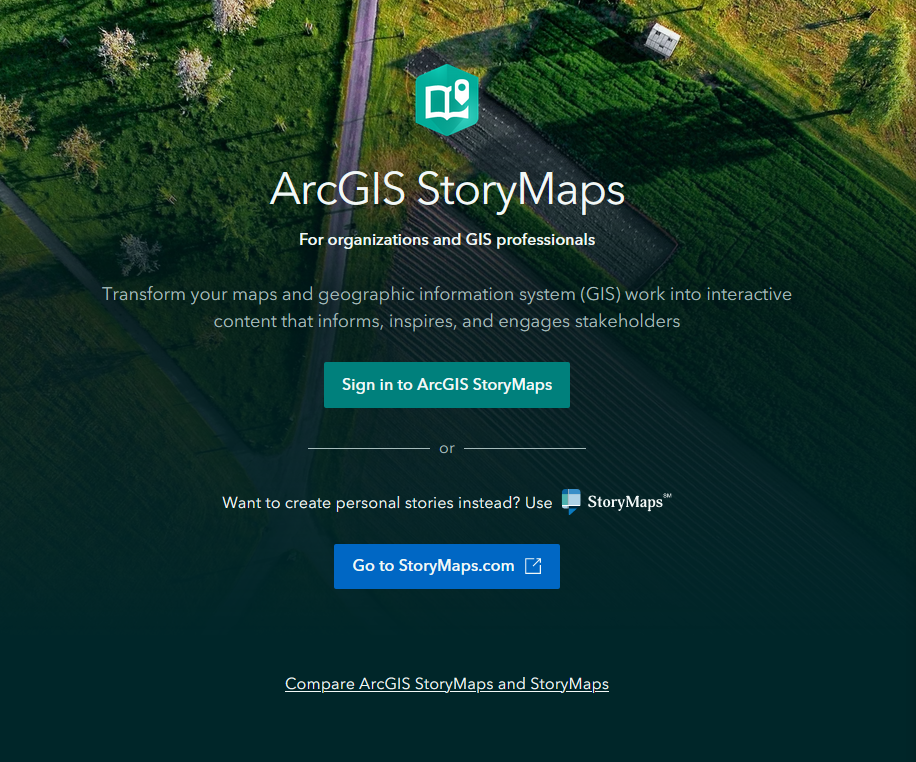 ArcGIS StoryMaps
For organizations and GIS professionals
Transform your maps and geographic information system (GIS) work into interactive
content that informs, inspires, and engages stakeholders
Sign in to ArcGIS StoryMaps
or
Want to create personal stories instead? Use StoryMaps℠
Go to StoryMaps.com
Compare ArcGIS StoryMaps and StoryMaps